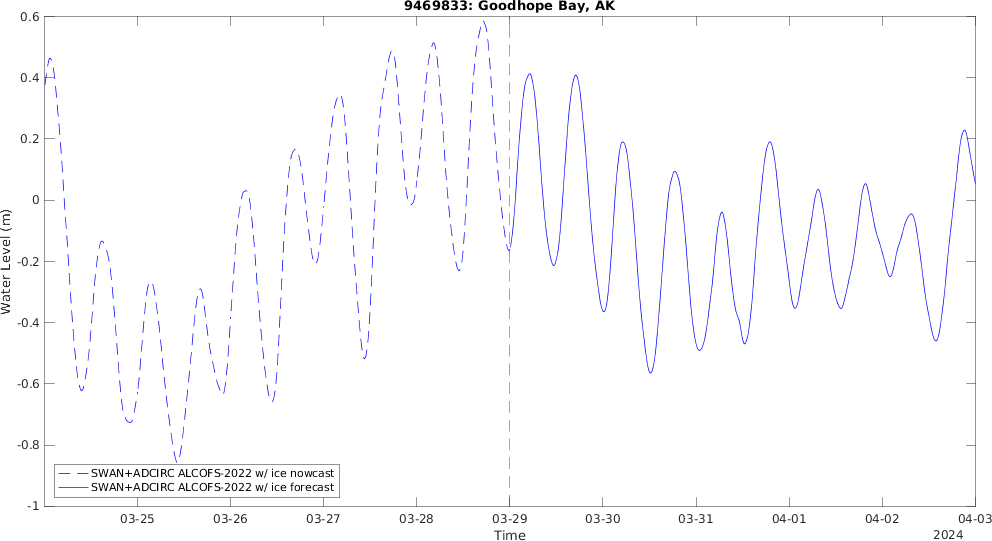 9469833: Goodhope Bay, AK
0.6
0.4
0.2
0
-0.2
-0.4
-0.6
-0.8
-1
Water Level (m)
SWAN+ADCIRC ALCOFS-2022 w/ ice nowcast
SWAN+ADCIRC ALCOFS-2022 w/ ice forecast
03-25 03-26 03-27 03-28 03-29 03-30 03-31 04-01 04-02 04-03
Time
2024